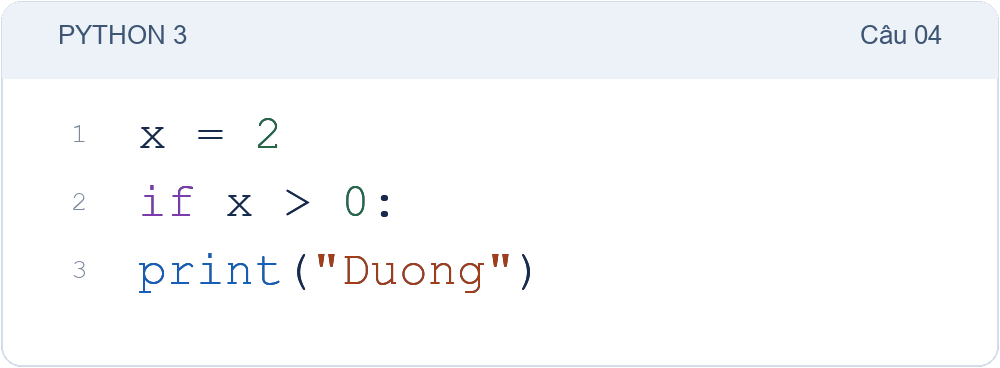 PYTHON 3 Câu 04
1 x = 2
2 if x > 0:
3 print("Duong")